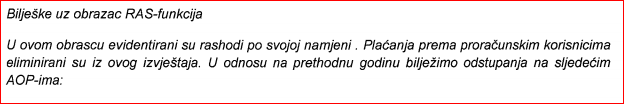 Bilješke uz obrazac RAS-funkcija
U ovom obrascu evidentirani su rashodi po svojoj namjeni . Plaćanja prema proračunskim korisnicima
eliminirani su iz ovog izvještaja. U odnosu na prethodnu godinu bilježimo odstupanja na sljedećim
AOP-ima: